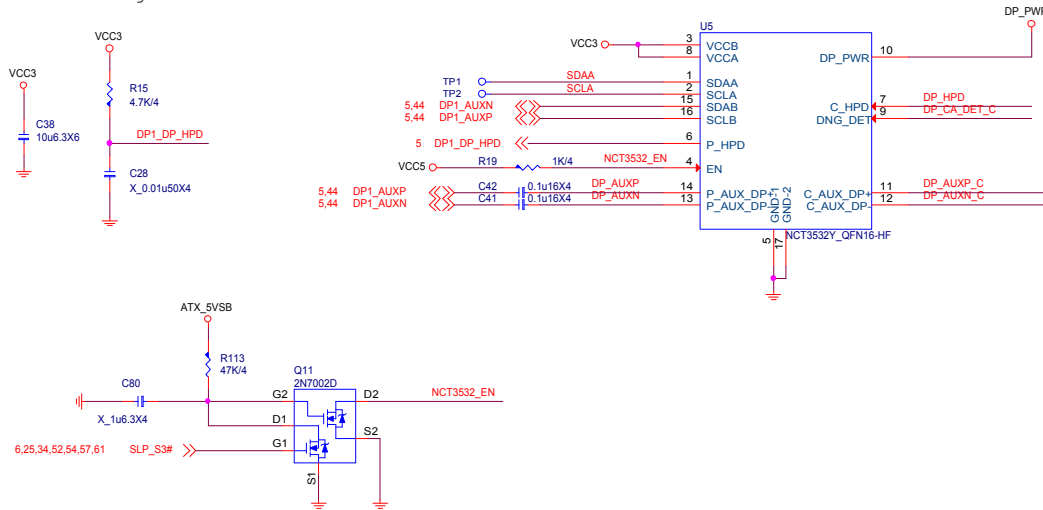 DP_PWR
U5
VCC3
VCC3
VCC3
3
8
VCCB
VCCA
DP_PWR
10
R15
4.7K/4
C38
10u6.3X6
DP1_DP_HPD
C28
X_0.01u50X4
TP1
TP2
SDAA
SCLA
1
2
15
16
SDAA
SCLA
SDAB
SCLB
5,44 DP1_AUXN
5,44 DP1_AUXP
C_HPD
DNG_DET
7
9
DP_HPD
DP_CA_DET_C
5 DP1_DP_HPD
6
P_HPD
VCC5
R19
1K/4
NCT3532_EN
4
EN
5,44 DP1_AUXP
5,44 DP1_AUXN
C42
C41
0.1u16X4
0.1u16X4
DP_AUXP
DP_AUXN
14
13
P_AUX_DP+
P_AUX_DP-
C_AUX_DP+
C_AUX_DP-
11
12
DP_AUXP_C
DP_AUXN_C
GND-1
GND-2
5
17
NCT3532Y_QFN16-HF
ATX_5VSB
R113
47K/4
C80
X_1u6.3X4
Q11
2N7002D
G2
D2
NCT3532_EN
D1
S2
G1
S1
6,25,34,52,54,57,61 SLP_S3#